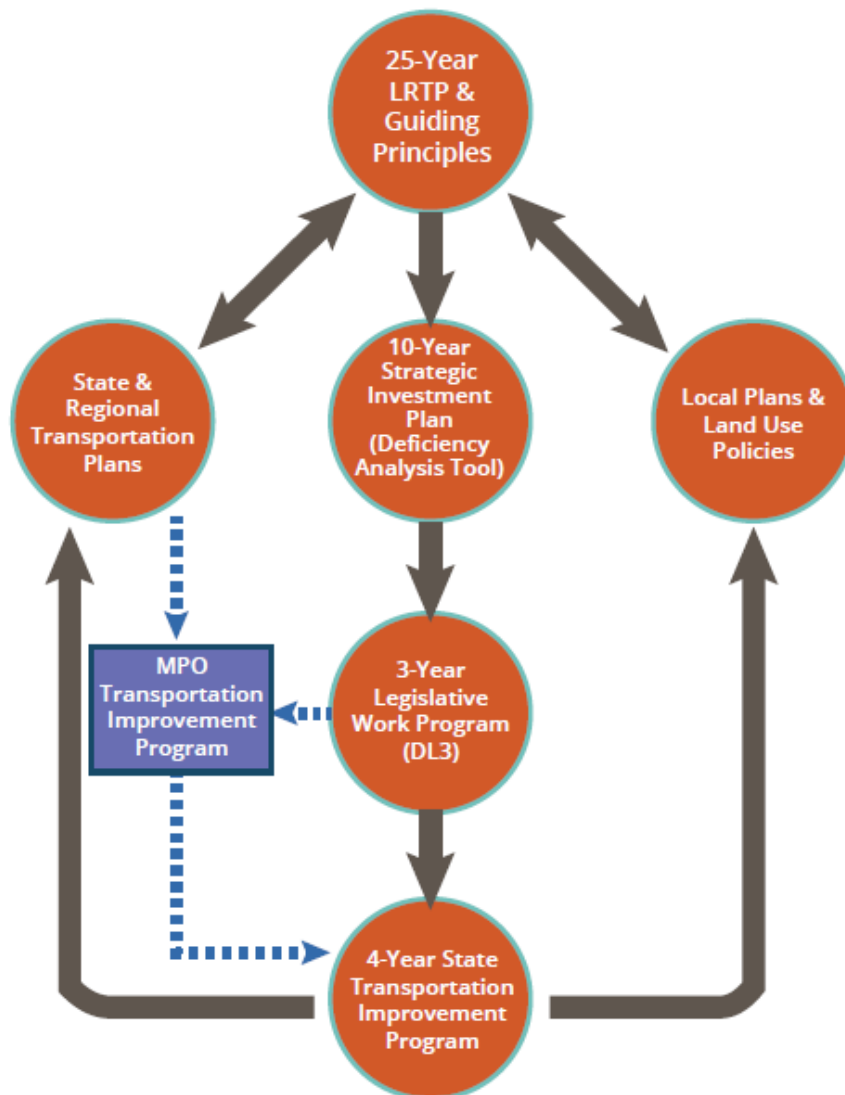 25-Year
LRTP &
Guiding
Principles
State &
Regional
Transportation
Plans
10-Year
Strategic
Investment
Plan
(Deficiency
Analysis Tool)
Local Plans &
Land Use
Policies
MPO
Transportation
Improvement
Program
3-Year
Legislative
Work Program
(DL3)
4-Year State
Transportation
Improvement
Program